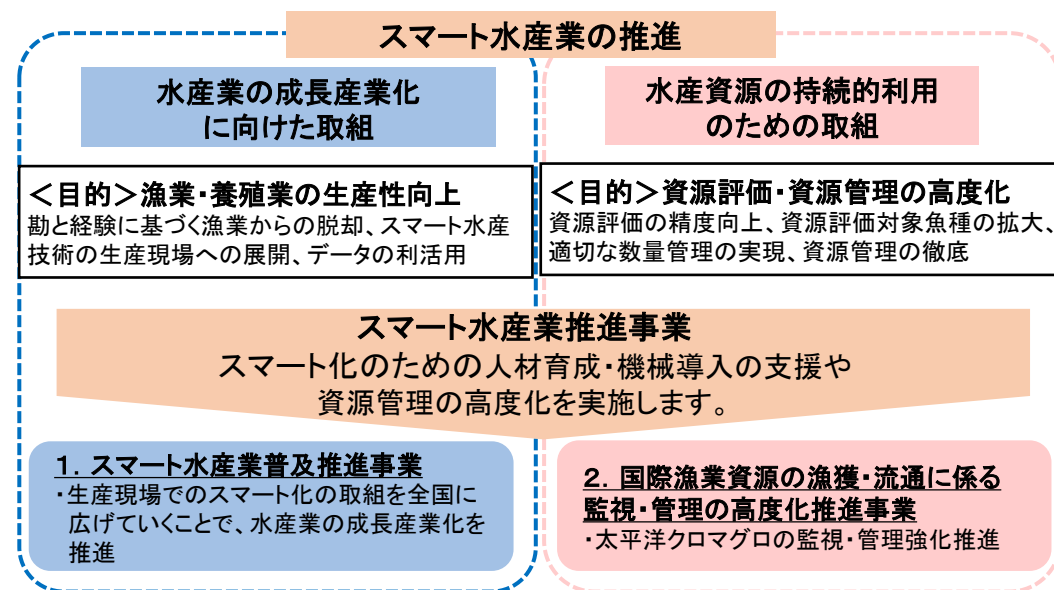 スマート水産業の推進
水産業の成長産業化
に向けた取組
＜目的＞漁業・養殖業の生産性向上
勘と経験に基づく漁業からの脱却、スマート水産
技術の生産現場への展開、データの利活用
水産資源の持続的利用
のための取組
＜目的＞資源評価・資源管理の高度化
資源評価の精度向上、資源評価対象魚種の拡大、
適切な数量管理の実現、資源管理の徹底
スマート水産業推進事業
スマート化のための人材育成・機械導入の支援や
資源管理の高度化を実施します。
１．スマート水産業普及推進事業
・生産現場でのスマート化の取組を全国に
広げていくことで、水産業の成長産業化を
推進
２．国際漁業資源の漁獲・流通に係る
監視・管理の高度化推進事業
・太平洋クロマグロの監視・管理強化推進